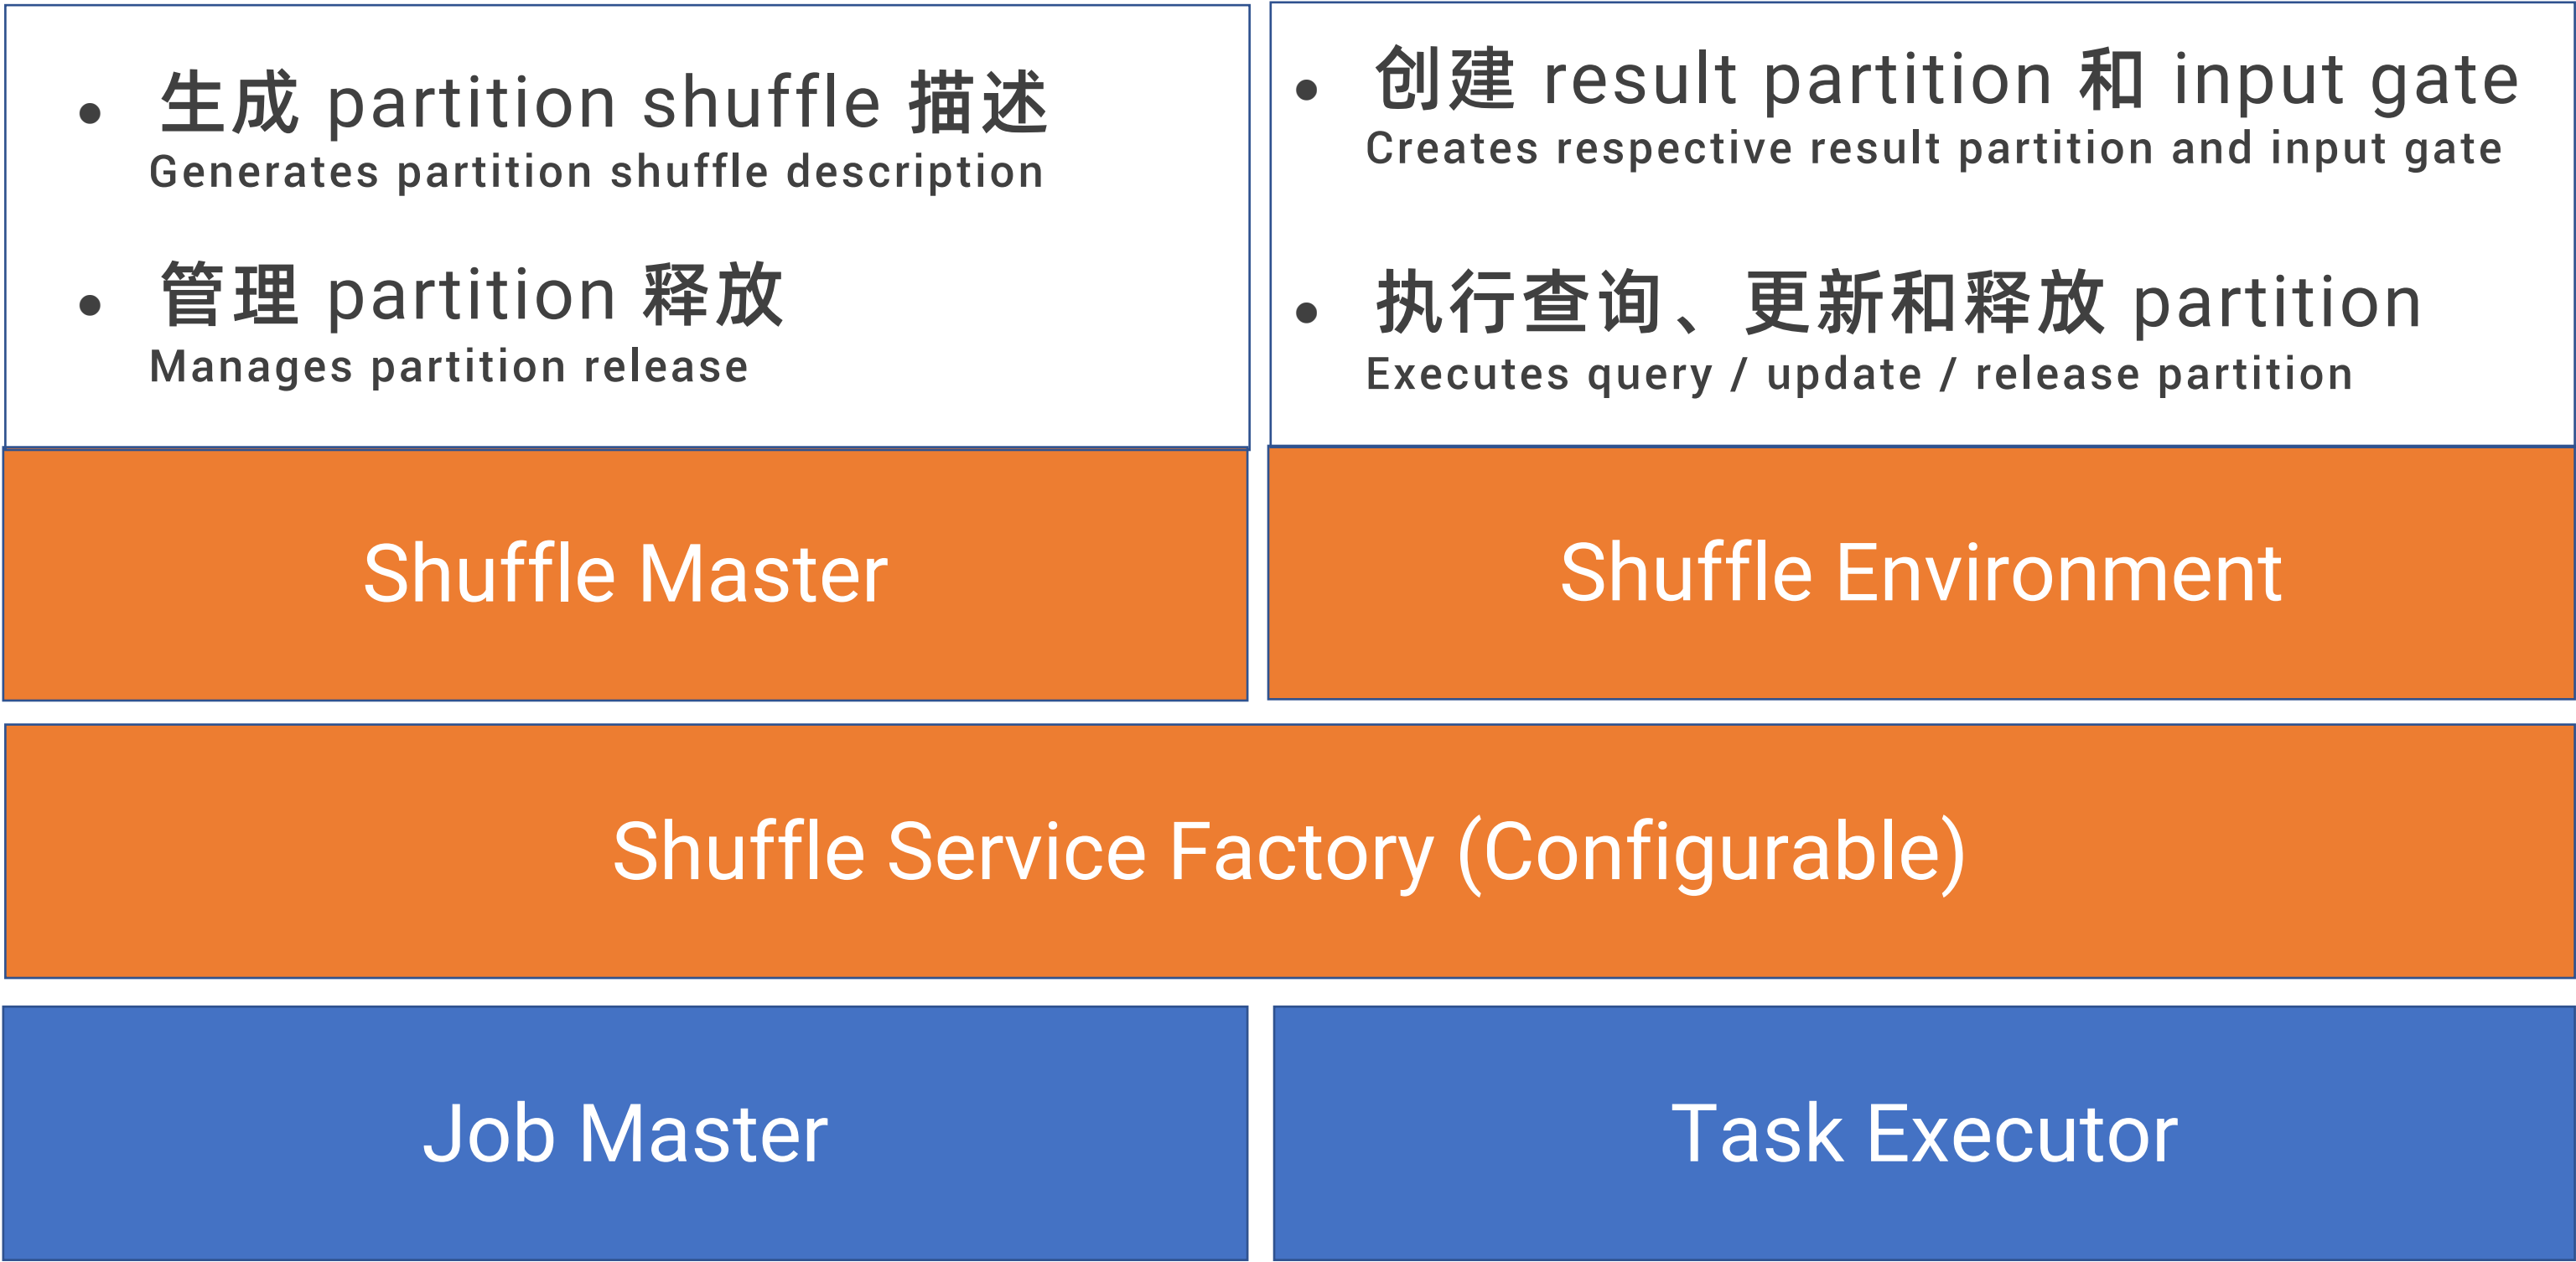 • 生成 partition shuffle 描述
Generates partition shuffle description
• 管理 partition 释放
Manages partition release
• 创建 result partition 和 input gate
Creates respective result partition and input gate
• 执行查询、更新和释放 partition
Executes query / update / release partition
Shuffle Master
Shuffle Environment
Shuffle Service Factory (Configurable)
Job Master
Task Executor